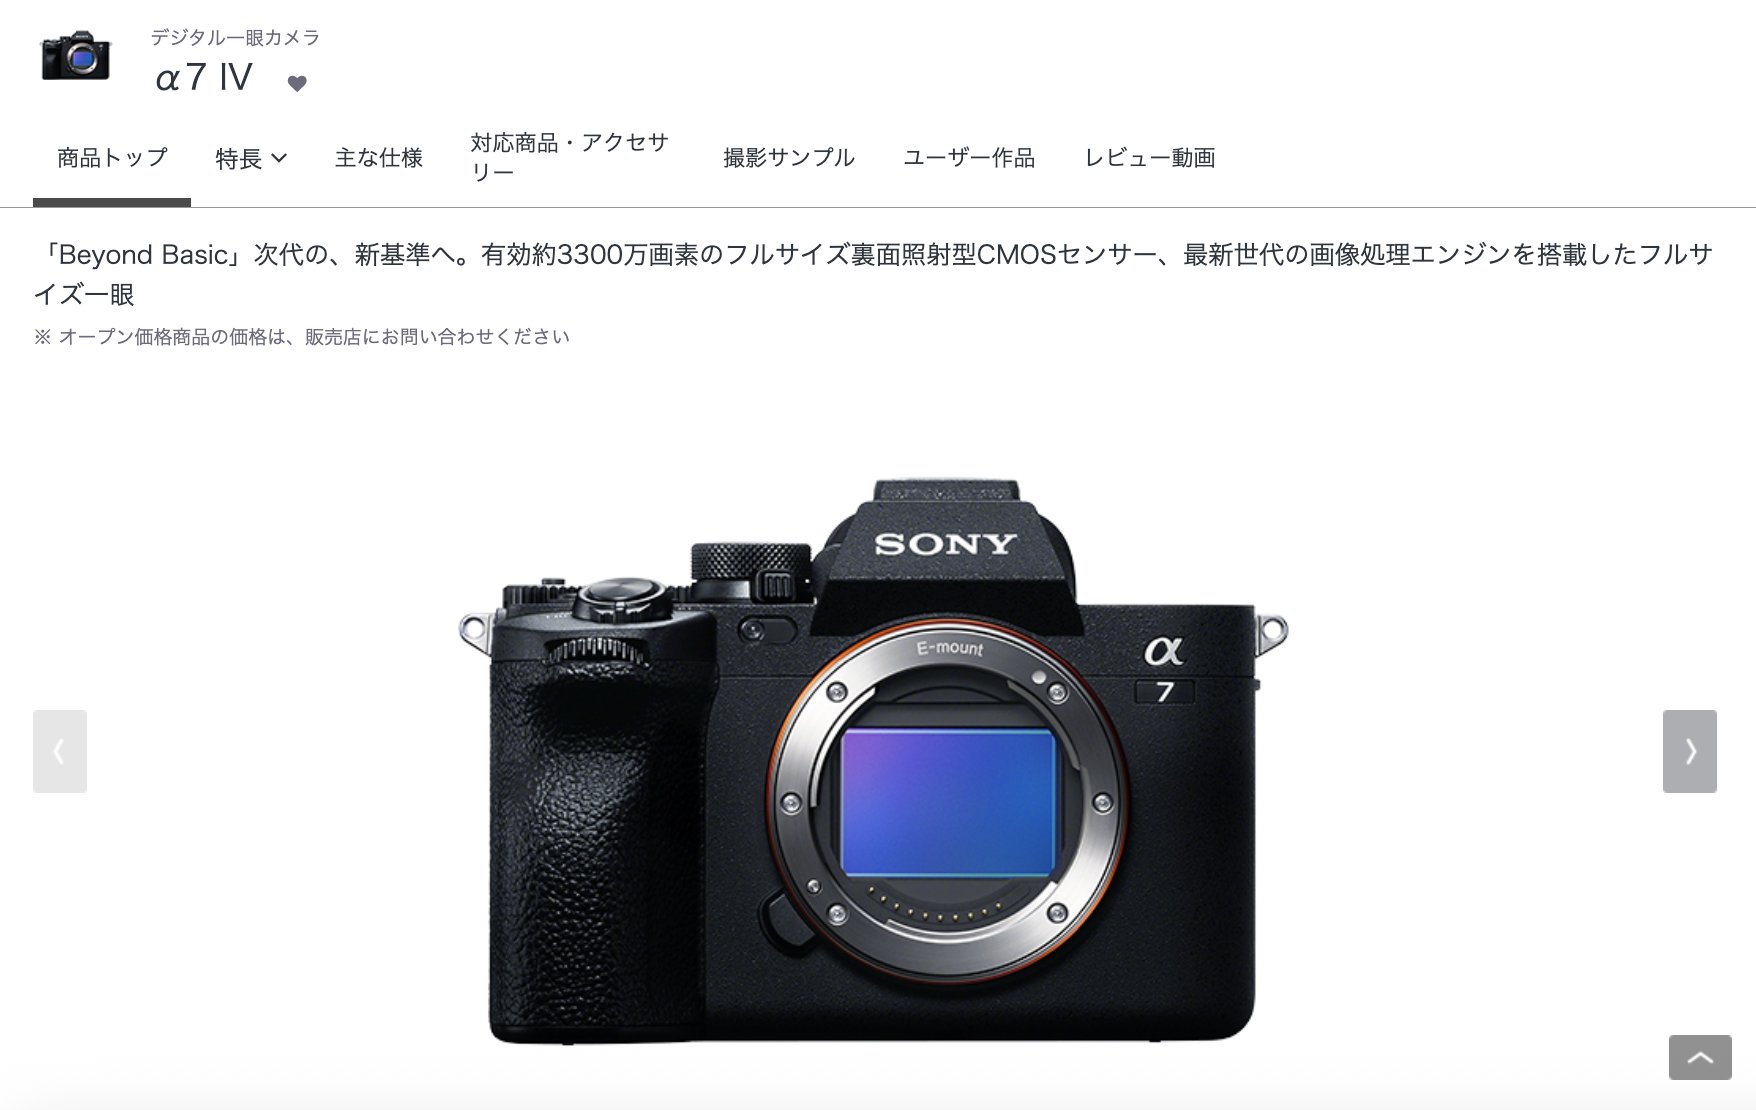 デジタル一眼カメラ
α7 IV
商品トップ
特長
主な仕様
対応商品・アクセサ
リー
撮影サンプル
ユーザー作品
レビュー動画
「Beyond Basic」次代の、新基準へ。有効約3300万画素のフルサイズ裏面照射型CMOSセンサー、最新世代の画像処理エンジンを搭載したフルサ
イズ一眼
※ オープン価格商品の価格は、販売店にお問い合わせください
SONY
E-mount
α
7